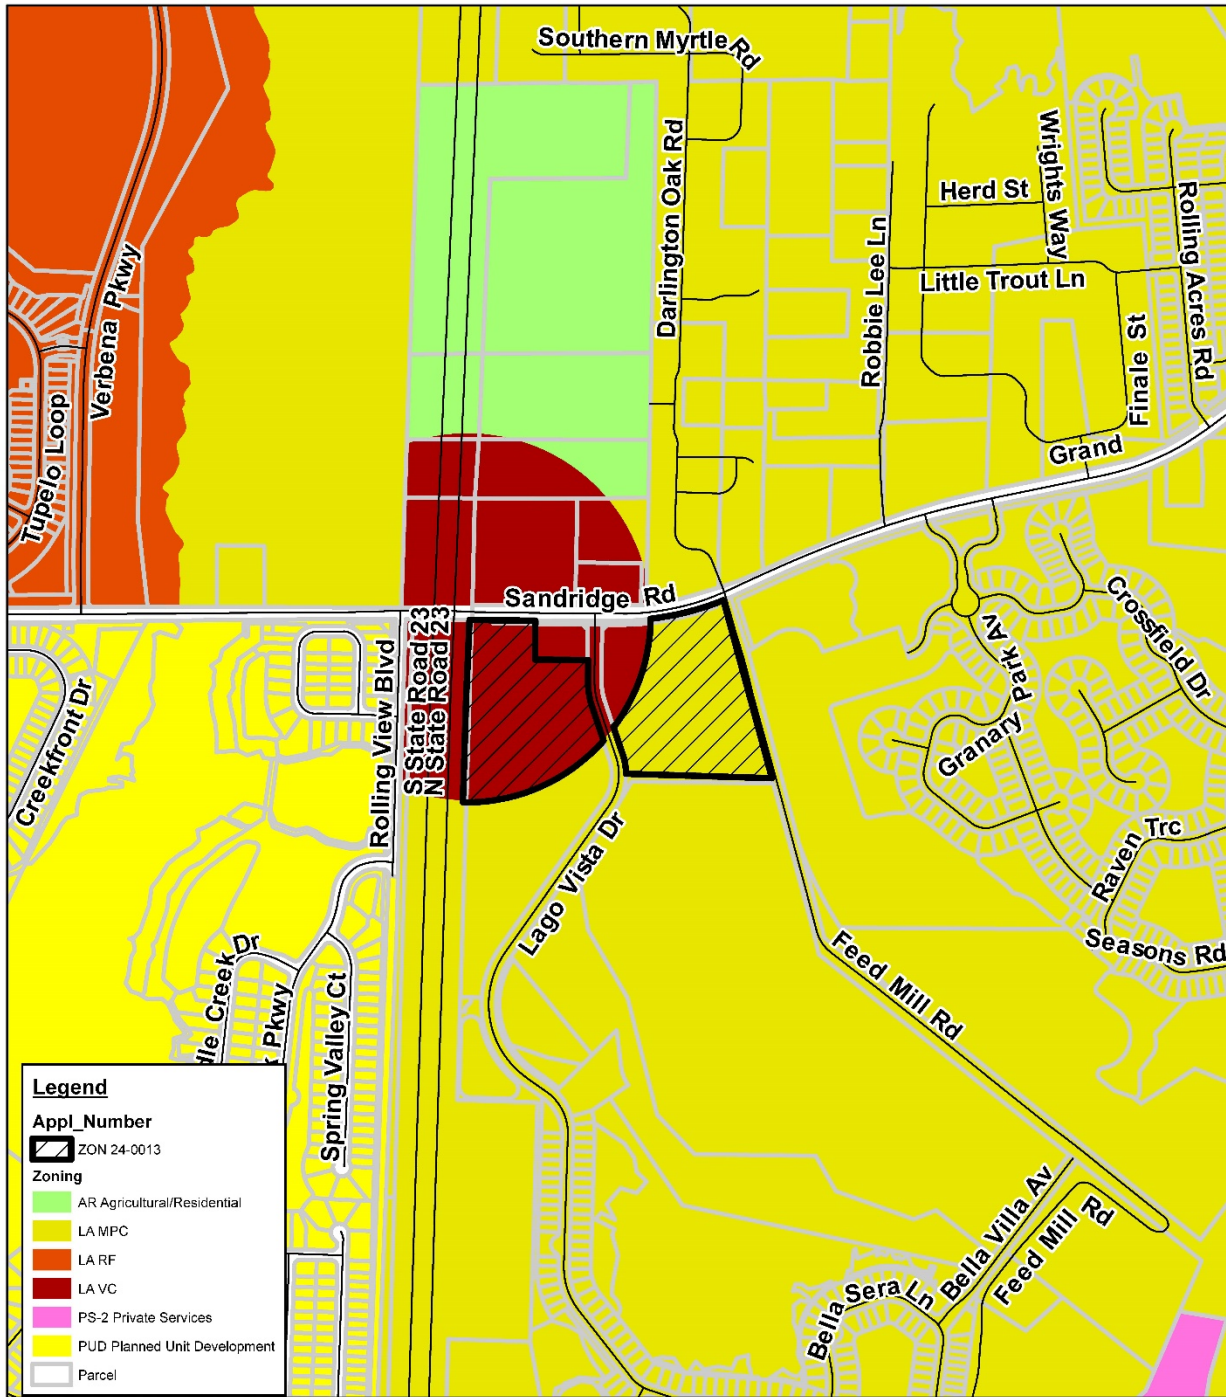 Southern Myrtle Rd
Darlington Oak Rd
Wrights Way
Herd St
Robbie Lee Ln
Little Trout Ln
Rolling Acres Rd
Finale St
Grand
Verbena Pkwy
Tupelo Loop
Sandridge Rd
S State Road 23
N State Road 23
Rolling View Blvd
Creekfront Dr
Crossfield Dr
Granary Park Av
Raven Trc
Seasons Rd
Lago Vista Dr
Feed Mill Rd
dle Creek Dr
Pkwy
Spring Valley Ct
Bella Villa Av
Feed Mill Rd
Bella Sera Ln
Legend
Appl_Number
ZON 24-0013
Zoning
AR Agricultural/Residential
LA MPC
LA RF
LA VC
PS-2 Private Services
PUD Planned Unit Development
Parcel